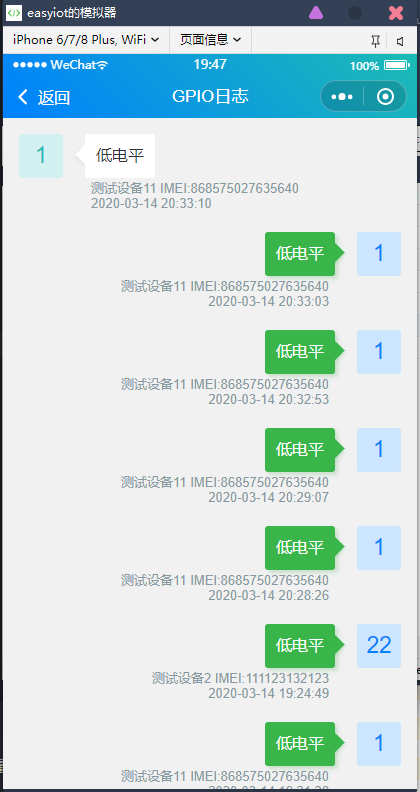 easyiot的模拟器
iPhone 6/7/8 Plus, WiFi 页面信息
WeChat 19:47 100%
返回 GPIO日志
1 低电平
测试设备11 IMEI:868575027635640
2020-03-14 20:33:10
低电平 1
测试设备11 IMEI:868575027635640
2020-03-14 20:33:03
低电平 1
测试设备11 IMEI:868575027635640
2020-03-14 20:32:53
低电平 1
测试设备11 IMEI:868575027635640
2020-03-14 20:29:07
低电平 1
测试设备11 IMEI:868575027635640
2020-03-14 20:28:26
低电平 22
测试设备2 IMEI:111123132123
2020-03-14 19:24:49
低电平 1
测试设备11 IMEI:868575027635640